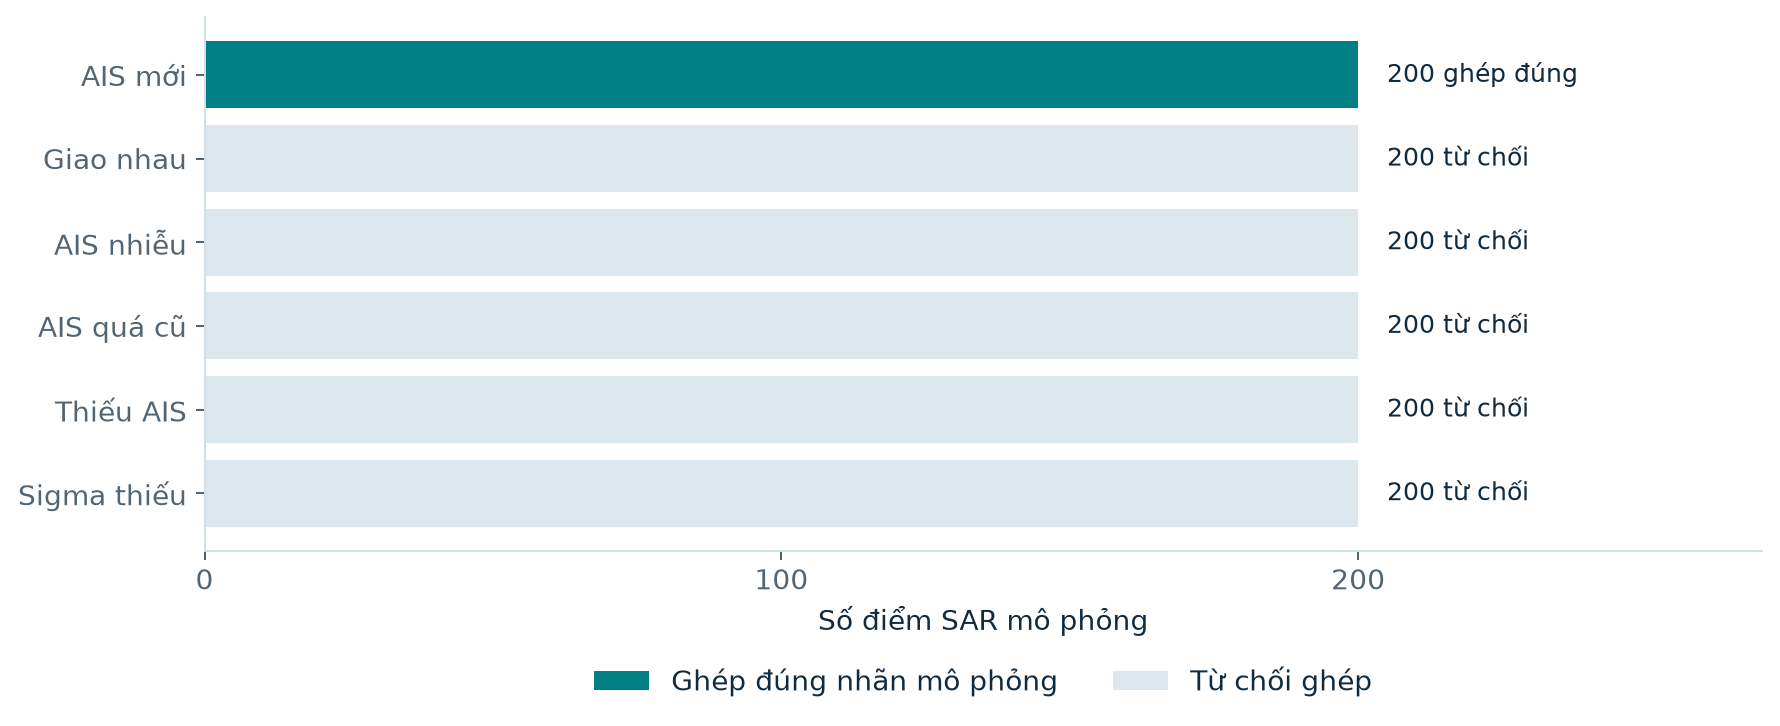 AIS mới 200 ghép đúng
Giao nhau 200 từ chối
AIS nhiễu 200 từ chối
AIS quá cũ 200 từ chối
Thiếu AIS 200 từ chối
Sigma thiếu 200 từ chối
0 100 200
Số điểm SAR mô phỏng
Ghép đúng nhãn mô phỏng Từ chối ghép